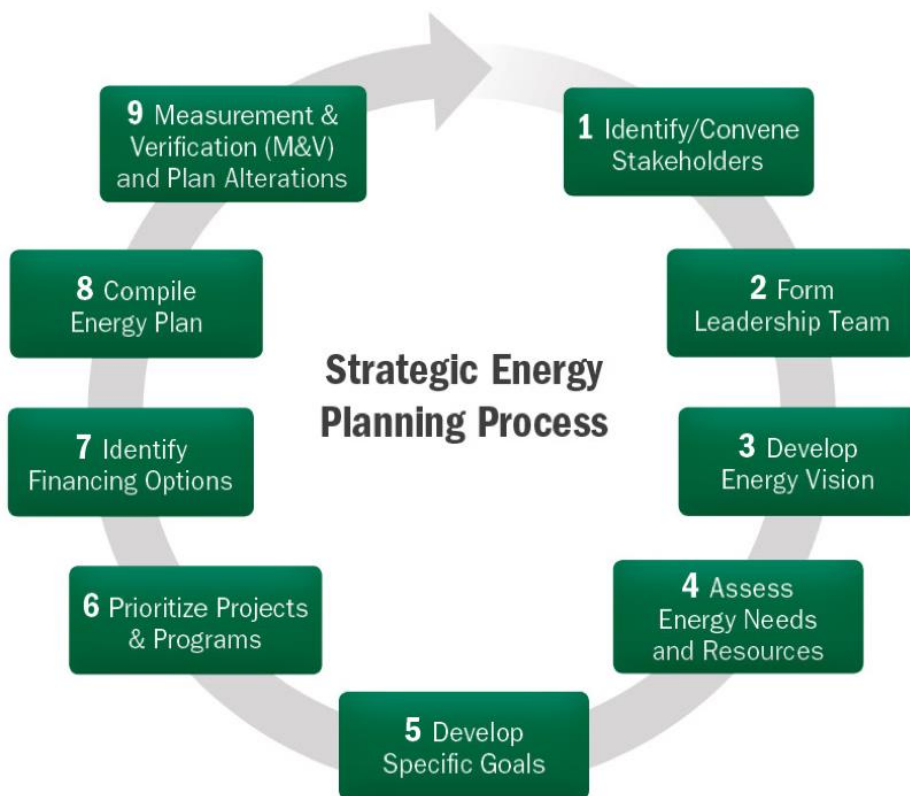 Strategic Energy
Planning Process
1 Identify/Convene
Stakeholders
2 Form
Leadership Team
3 Develop
Energy Vision
4 Assess
Energy Needs
and Resources
5 Develop
Specific Goals
6 Prioritize Projects
& Programs
7 Identify
Financing Options
8 Compile
Energy Plan
9 Measurement &
Verification (M&V)
and Plan Alterations